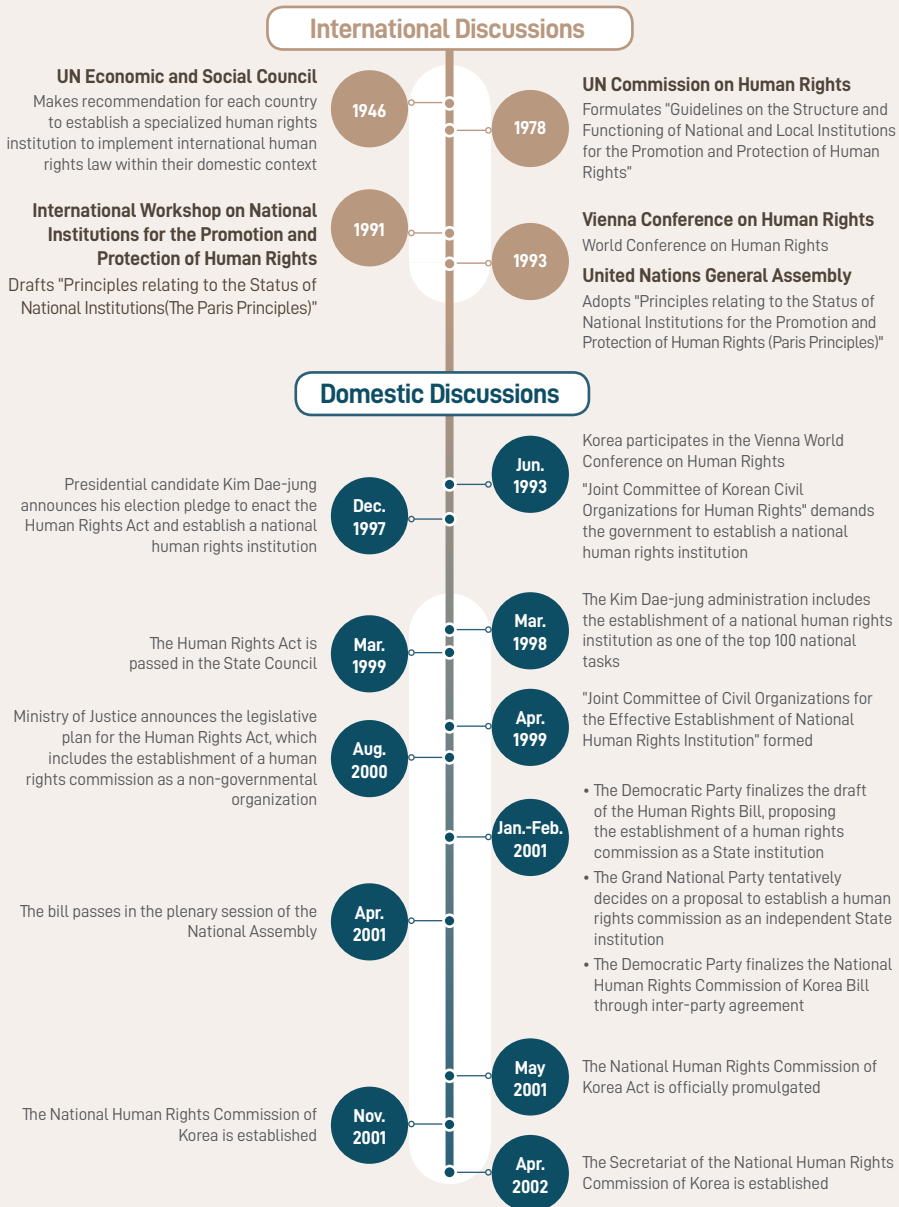 International Discussions
UN Economic and Social Council
Makes recommendation for each country
to establish a specialized human rights
institution to implement international human
rights law within their domestic context
1946
1978
UN Commission on Human Rights
Formulates "Guidelines on the Structure and
Functioning of National and Local Institutions
for the Promotion and Protection of Human
Rights"
International Workshop on National
Institutions for the Promotion and
Protection of Human Rights
Drafts "Principles relating to the Status of
National Institutions(The Paris Principles)"
1991
1993
Vienna Conference on Human Rights
World Conference on Human Rights
United Nations General Assembly
Adopts "Principles relating to the Status of
National Institutions for the Promotion and
Protection of Human Rights (Paris Principles)"
Domestic Discussions
Jun.
1993
Korea participates in the Vienna World
Conference on Human Rights
"Joint Committee of Korean Civil
Organizations for Human Rights" demands
the government to establish a national
human rights institution
Presidential candidate Kim Dae-jung
announces his election pledge to enact the
Human Rights Act and establish a national
human rights institution
Dec.
1997
Mar.
1998
The Kim Dae-jung administration includes
the establishment of a national human rights
institution as one of the top 100 national
tasks
The Human Rights Act is
passed in the State Council
Mar.
1999
Apr.
1999
"Joint Committee of Civil Organizations for
the Effective Establishment of National
Human Rights Institution" formed
Ministry of Justice announces the legislative
plan for the Human Rights Act, which
includes the establishment of a human
rights commission as a non-governmental
organization
Aug.
2000
Jan.-Feb.
2001
• The Democratic Party finalizes the draft
of the Human Rights Bill, proposing
the establishment of a human rights
commission as a State institution
• The Grand National Party tentatively
decides on a proposal to establish a human
rights commission as an independent State
institution
• The Democratic Party finalizes the National
Human Rights Commission of Korea Bill
through inter-party agreement
The bill passes in the plenary session of the
National Assembly
Apr.
2001
May
2001
The National Human Rights Commission of
Korea Act is officially promulgated
The National Human Rights Commission of
Korea is established
Nov.
2001
Apr.
2002
The Secretariat of the National Human Rights
Commission of Korea is established